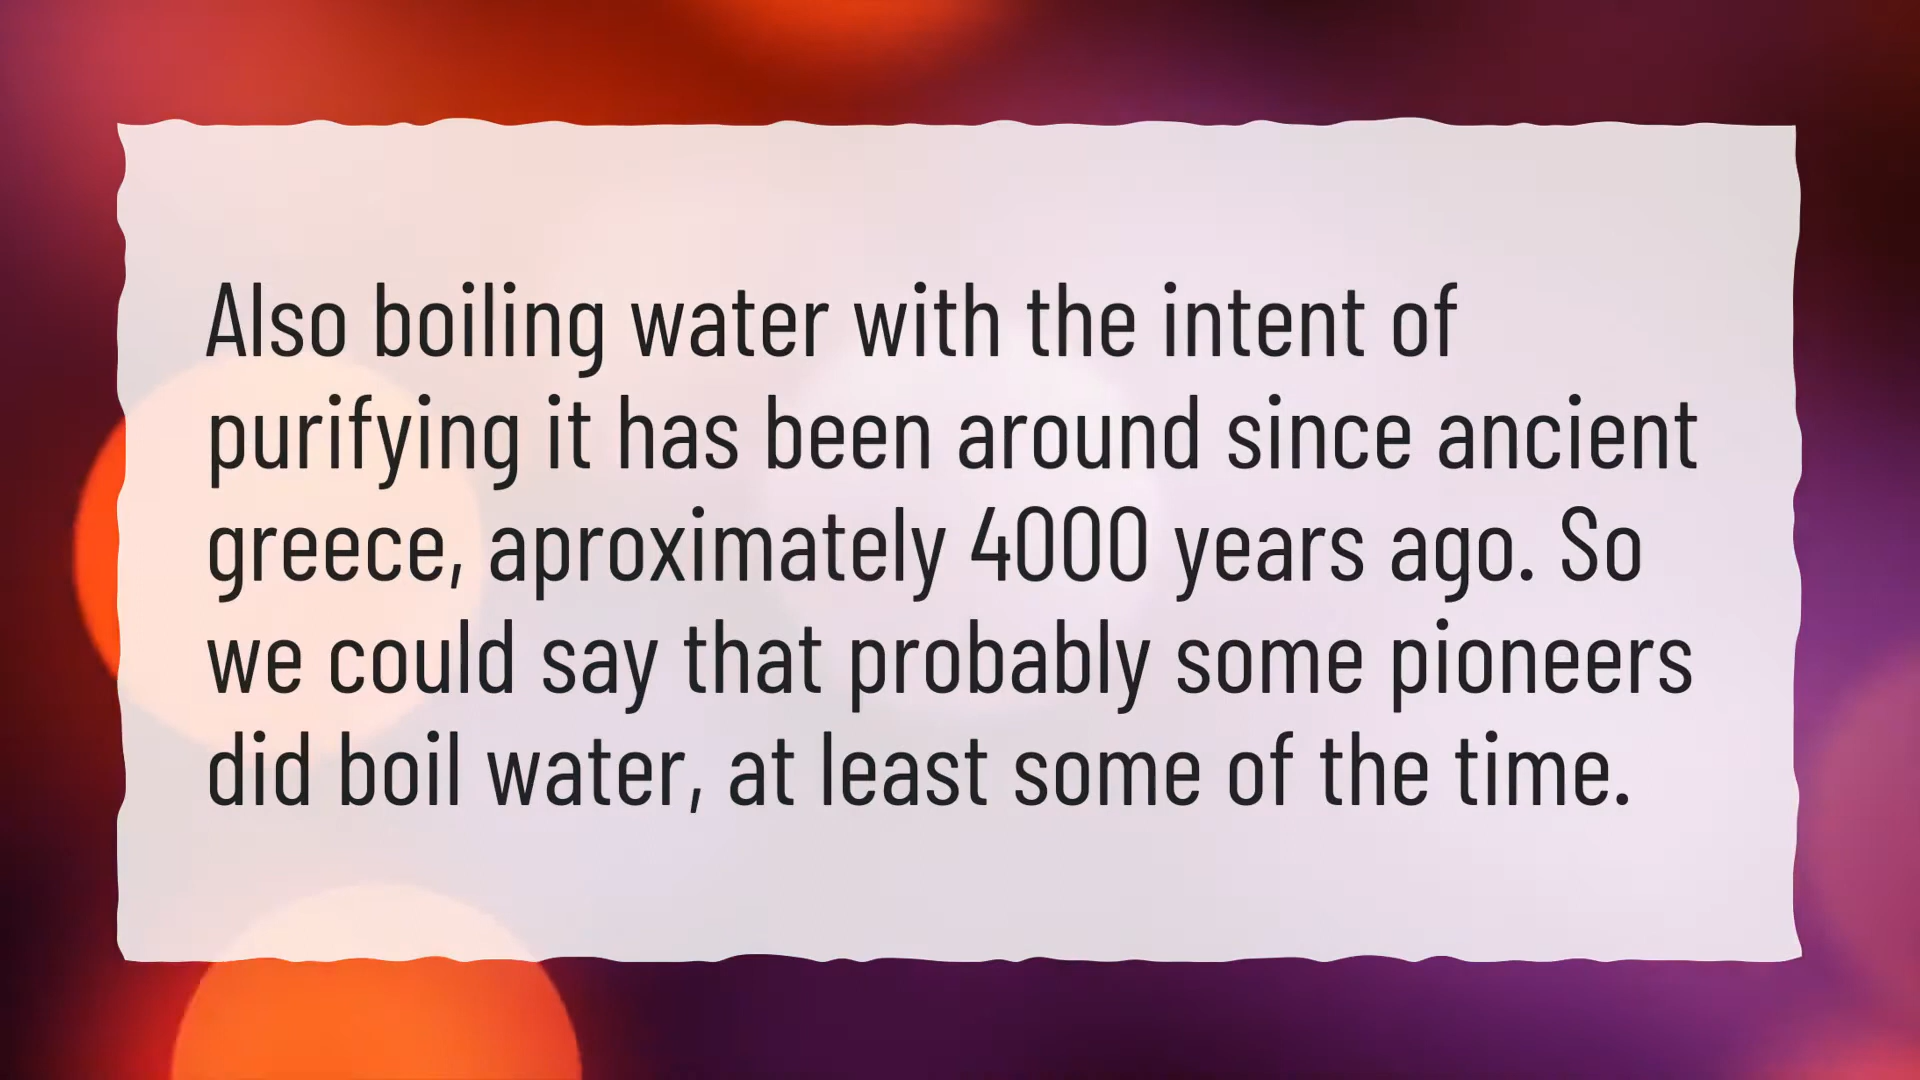 Also boiling water with the intent of
purifying it has been around since ancient
greece, aproximately 4000 years ago. So
we could say that probably some pioneers
did boil water, at least some of the time.